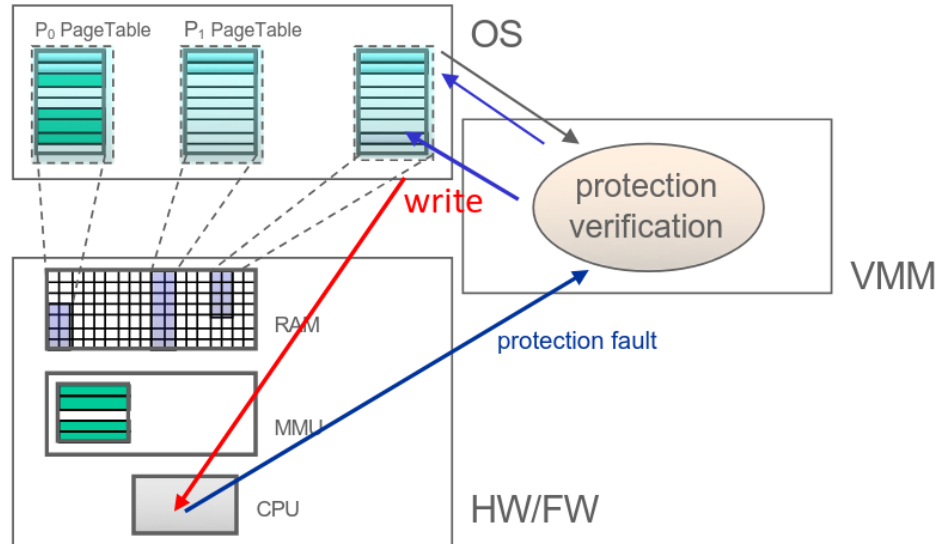 P₀ PageTable
P₁ PageTable
OS
write
protection
verification
VMM
RAM
protection fault
MMU
CPU
HW/FW